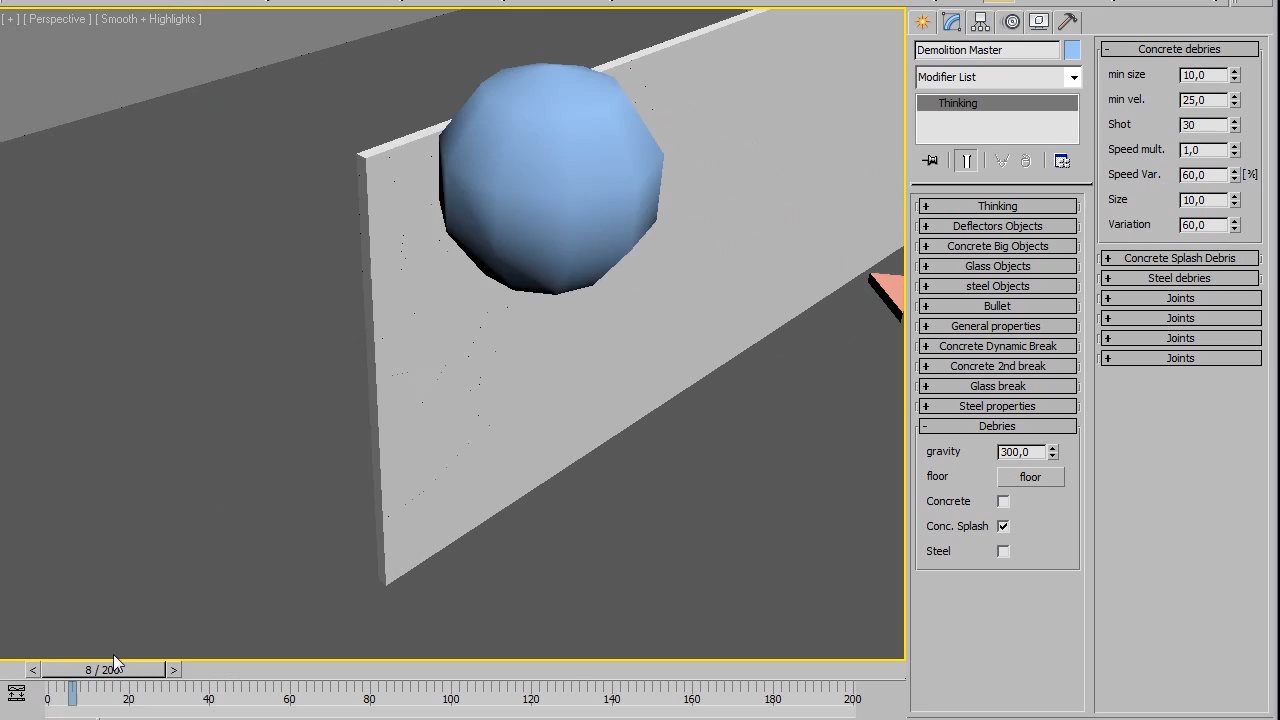 [ + ] [ Perspective ] [ Smooth + Highlights ]
Demolition Master
Modifier List
Thinking
Thinking
Deflectors Objects
Concrete Big Objects
Glass Objects
steel Objects
Bullet
General properties
Concrete Dynamic Break
Concrete 2nd break
Glass break
Steel properties
Debries
gravity 300,0
floor floor
Concrete
Conc. Splash
Steel
Concrete debries
min size 10,0
min vel. 25,0
Shot 30
Speed mult. 1,0
Speed Var. 60,0 [%]
Size 10,0
Variation 60,0
Concrete Splash Debris
Steel debries
Joints
Joints
Joints
Joints
< 8 / 200 >
0 20 40 60 80 100 120 140 160 180 200